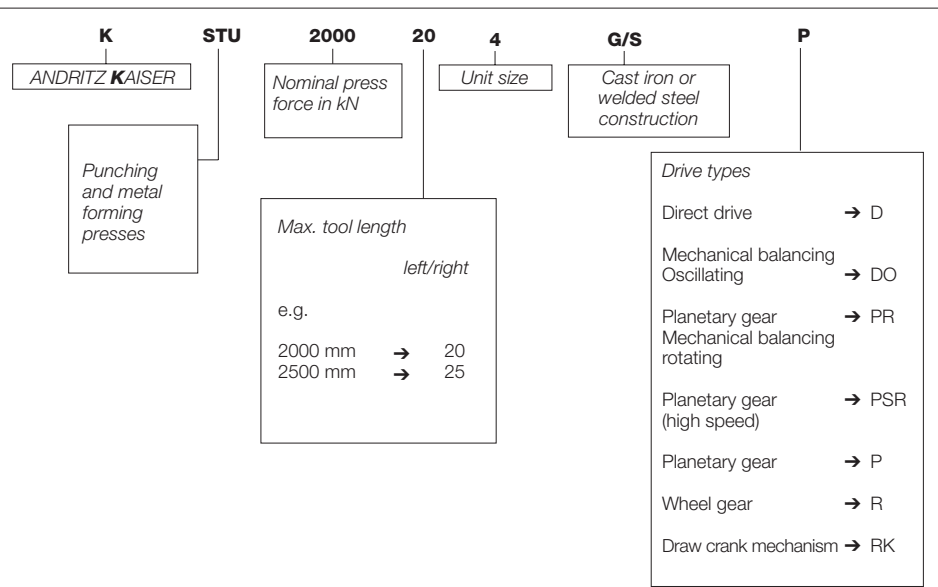 K STU 2000 20 4 G/S P
ANDRITZ KAISER
Nominal press
force in kN
Unit size
Cast iron or
welded steel
construction
Punching
and metal
forming
presses
Max. tool length
left/right
e.g.
2000 mm ➔ 20
2500 mm ➔ 25
Drive types
Direct drive ➔ D
Mechanical balancing
Oscillating ➔ DO
Planetary gear ➔ PR
Mechanical balancing
rotating
Planetary gear ➔ PSR
(high speed)
Planetary gear ➔ P
Wheel gear ➔ R
Draw crank mechanism ➔ RK